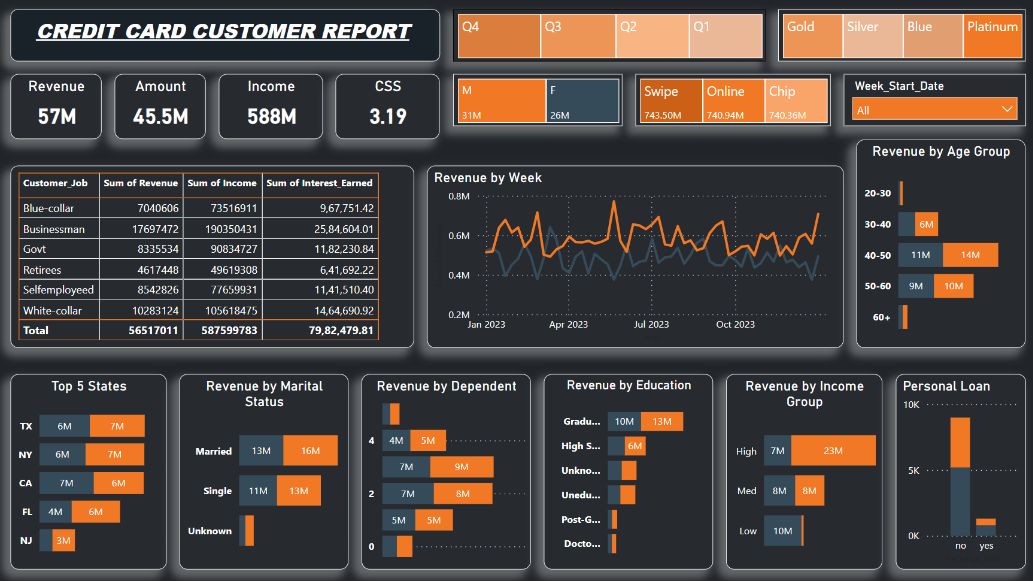 CREDIT CARD CUSTOMER REPORT
Q4 Q3 Q2 Q1
Gold Silver Blue Platinum
Revenue
57M
Amount
45.5M
Income
588M
CSS
3.19
M F
31M 26M
Swipe Online Chip
743.50M 740.94M 740.36M
Week_Start_Date
All
Customer_Job Sum of Revenue Sum of Income Sum of Interest_Earned
Blue-collar 7040606 73516911 9,67,751.42
Businessman 17697472 190350431 25,84,604.01
Govt 8335534 90834727 11,82,230.84
Retirees 4617448 49619308 6,41,692.22
Selfemployeed 8542826 77659931 11,41,510.40
White-collar 10283124 105618475 14,64,690.92
Total 56517011 587599783 79,82,479.81
Revenue by Week
0.8M
0.6M
0.4M
0.2M
Jan 2023 Apr 2023 Jul 2023 Oct 2023
Revenue by Age Group
20-30
30-40 6M
40-50 11M 14M
50-60 9M 10M
60+
Top 5 States
TX 6M 7M
NY 6M 7M
CA 7M 6M
FL 4M 6M
NJ 3M
Revenue by Marital
Status
Married 13M 16M
Single 11M 13M
Unknown
Revenue by Dependent
4 4M 5M
7M 9M
2 7M 8M
5M 5M
0
Revenue by Education
Gradu... 10M 13M
High S... 6M
Unkno...
Unedu...
Post-G...
Docto...
Revenue by Income
Group
High 7M 23M
Med 8M 8M
Low 10M
Personal Loan
10K
5K
0K
no yes